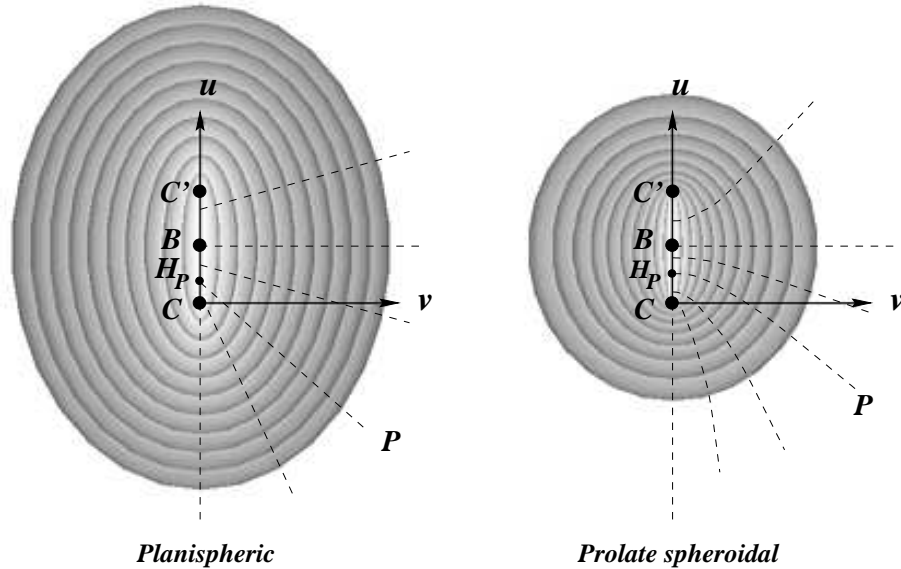 u
C'
B
H_P
C
v
P
Planispheric
u
C'
B
H_P
C
v
P
Prolate spheroidal